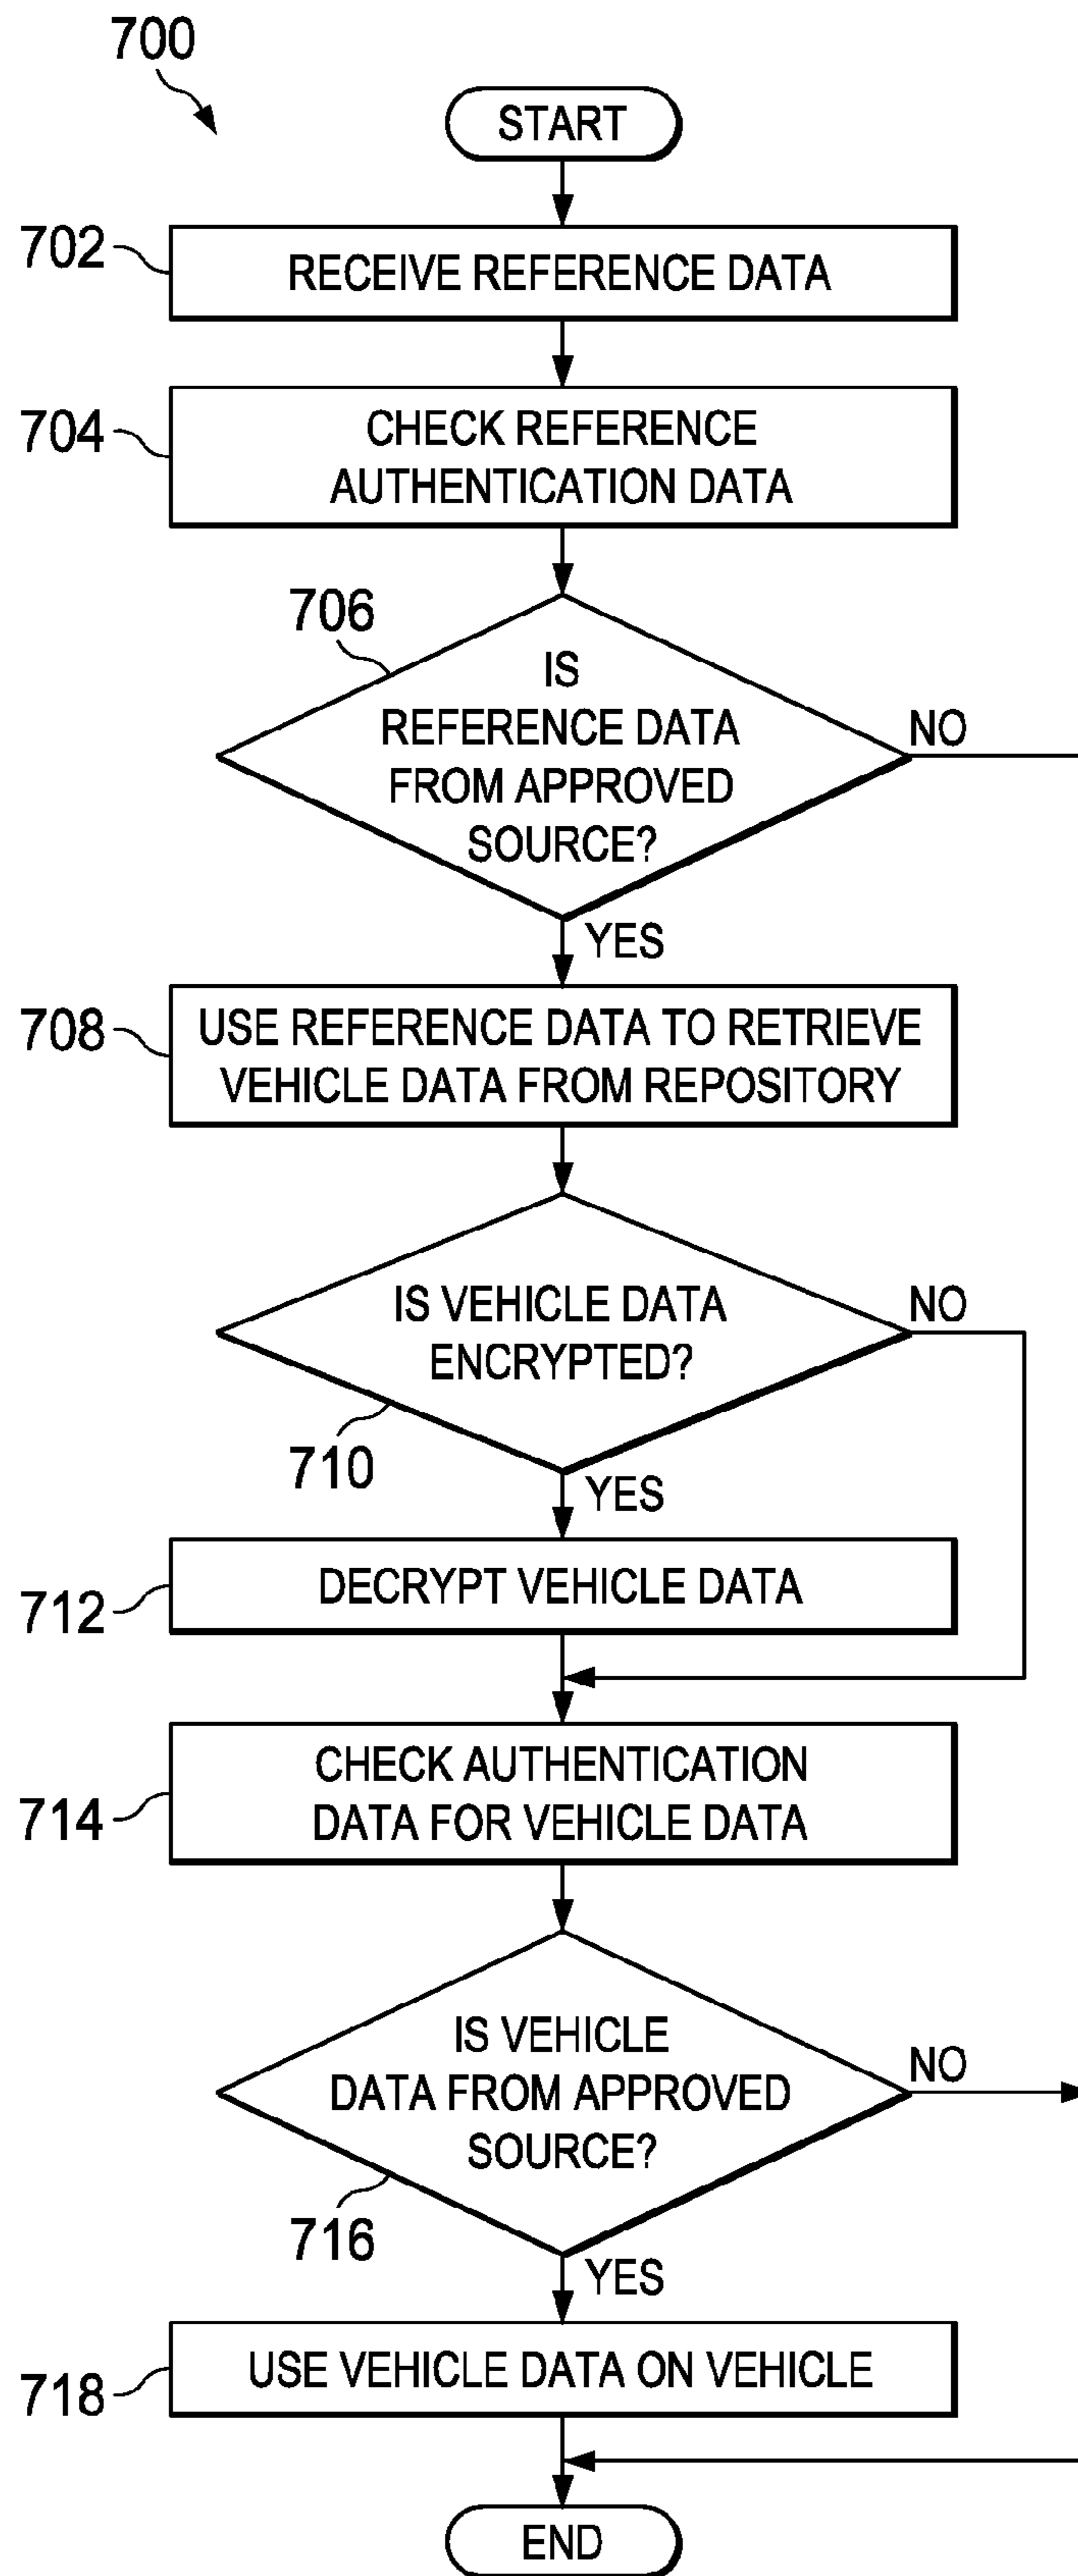 700
START
702
RECEIVE REFERENCE DATA
704
CHECK REFERENCE
AUTHENTICATION DATA
706
IS
REFERENCE DATA
FROM APPROVED
SOURCE?
NO
YES
708
USE REFERENCE DATA TO RETRIEVE
VEHICLE DATA FROM REPOSITORY
IS VEHICLE DATA
ENCRYPTED?
NO
710
YES
712
DECRYPT VEHICLE DATA
714
CHECK AUTHENTICATION
DATA FOR VEHICLE DATA
IS VEHICLE
DATA FROM APPROVED
SOURCE?
NO
716
YES
718
USE VEHICLE DATA ON VEHICLE
END